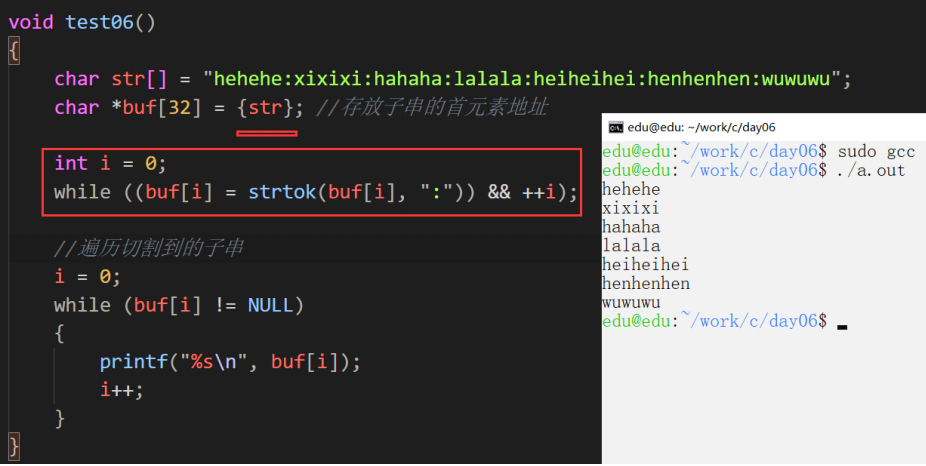 void test06()
{
char str[] = "hehehe:xixixi:hahaha:lalala:heiheihei:henhenhen:wuwuwu";
char *buf[32] = {str}; //存放子串的首元素地址
int i = 0;
while ((buf[i] = strtok(buf[i], ":")) && ++i);
//遍历切割到的子串
i = 0;
while (buf[i] != NULL)
{
printf("%s\n", buf[i]);
i++;
}
}
edu@edu: ~/work/c/day06
edu@edu:~/work/c/day06$ sudo gcc
edu@edu:~/work/c/day06$ ./a.out
hehehe
xixixi
hahaha
lalala
heiheihei
henhenhen
wuwuwu
edu@edu:~/work/c/day06$